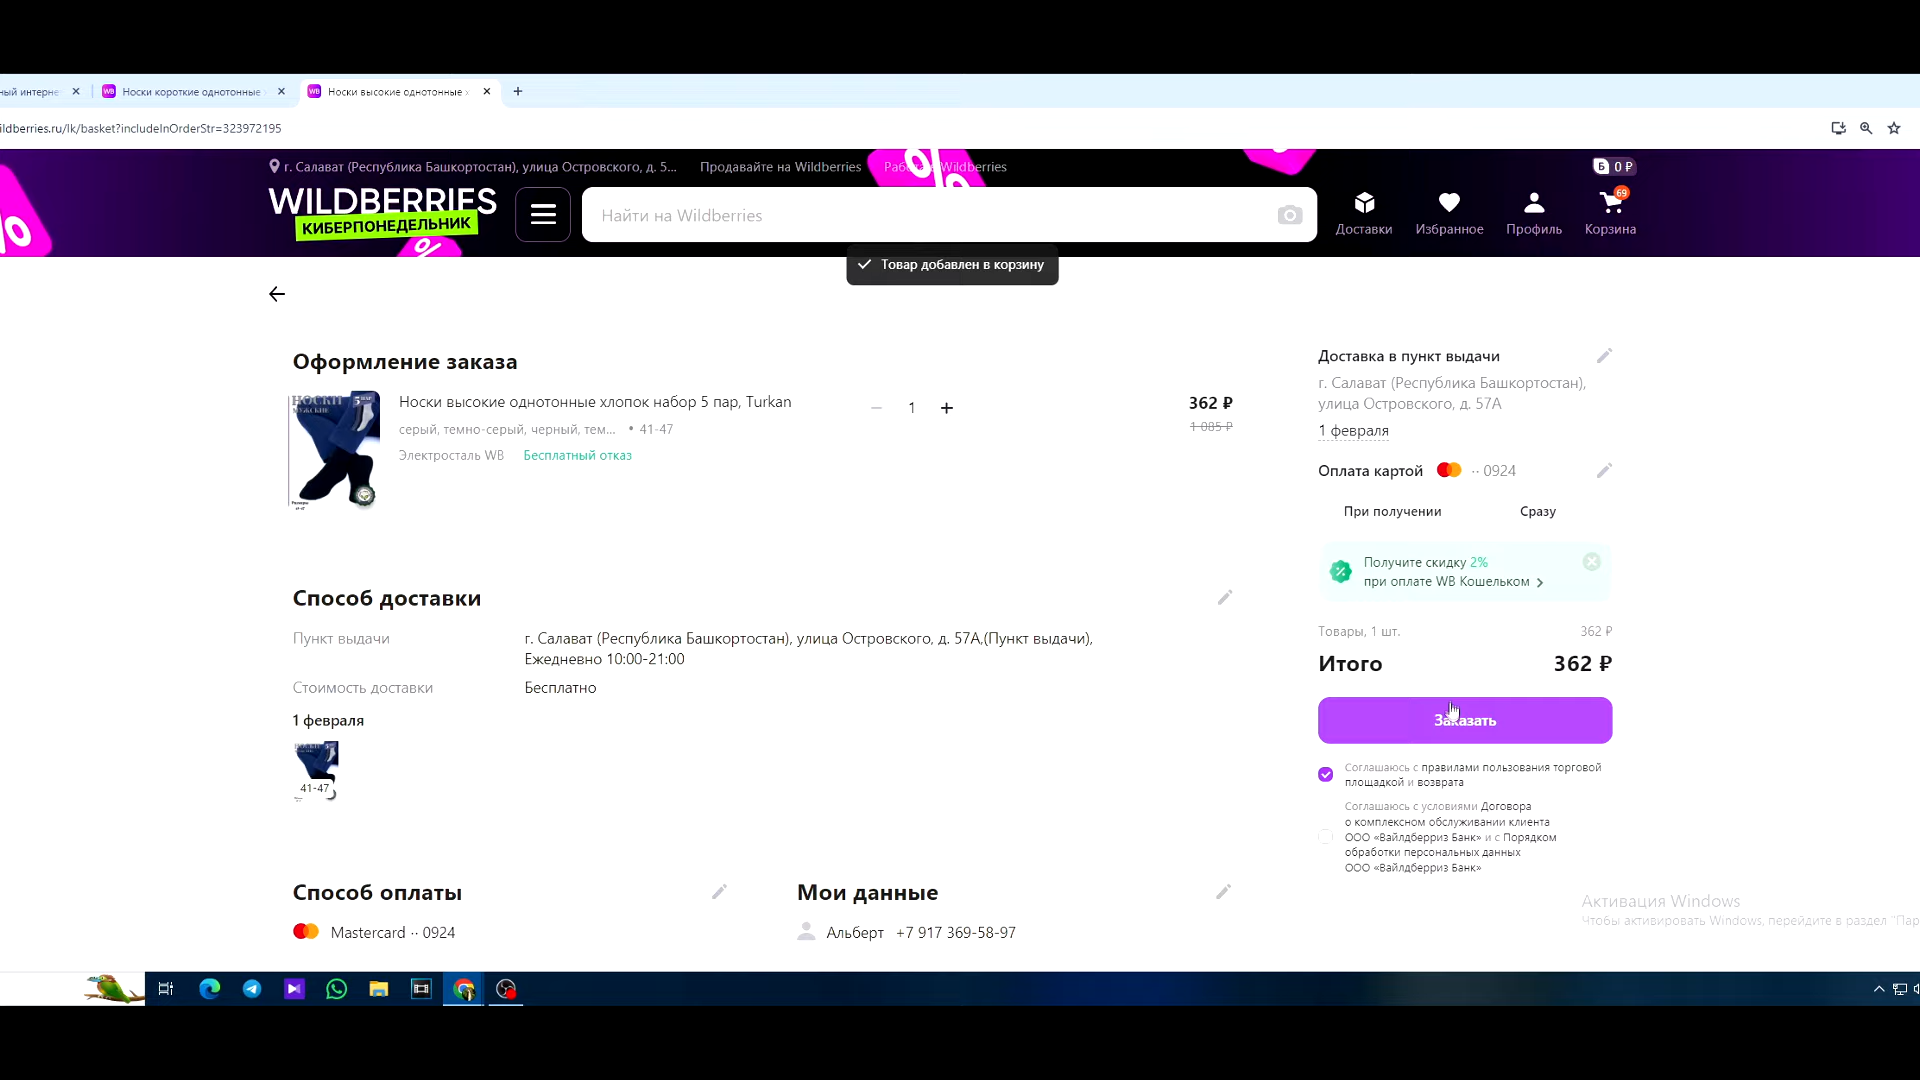 ный интерне
Носки короткие однотонные
Носки высокие однотонные
ildberries.ru/lk/basket?includeInOrderStr=323972195
г. Салават (Республика Башкортостан), улица Островского, д. 5...
Продавайте на Wildberries
Wildberries
Б 0 ₽
WILDBERRIES
КИБЕРПОНЕДЕЛЬНИК
Найти на Wildberries
Доставки
Избранное
Профиль
69
Корзина
Товар добавлен в корзину
Оформление заказа
НОСКИ
МУЖСКИЕ
Носки высокие однотонные хлопок набор 5 пар, Turkan
серый, темно-серый, черный, тем... • 41-47
Электросталь WB Бесплатный отказ
1
362 ₽
1 085 ₽
Способ доставки
Пункт выдачи
г. Салават (Республика Башкортостан), улица Островского, д. 57А,(Пункт выдачи),
Ежедневно 10:00-21:00
Стоимость доставки
Бесплатно
1 февраля
41-47
Способ оплаты
Mastercard ·· 0924
Мои данные
Альберт +7 917 369-58-97
Доставка в пункт выдачи
г. Салават (Республика Башкортостан),
улица Островского, д. 57А
1 февраля
Оплата картой ·· 0924
При получении
Сразу
Получите скидку 2%
при оплате WB Кошельком
Товары, 1 шт.
362 ₽
Итого
362 ₽
Заказать
Соглашаюсь с правилами пользования торговой
площадкой и возврата
Соглашаюсь с условиями Договора
о комплексном обслуживании клиента
ООО «Вайлдберриз Банк» и с Порядком
обработки персональных данных
ООО «Вайлдберриз Банк»
Активация Windows
Чтобы активировать Windows, перейдите в раздел "Пар